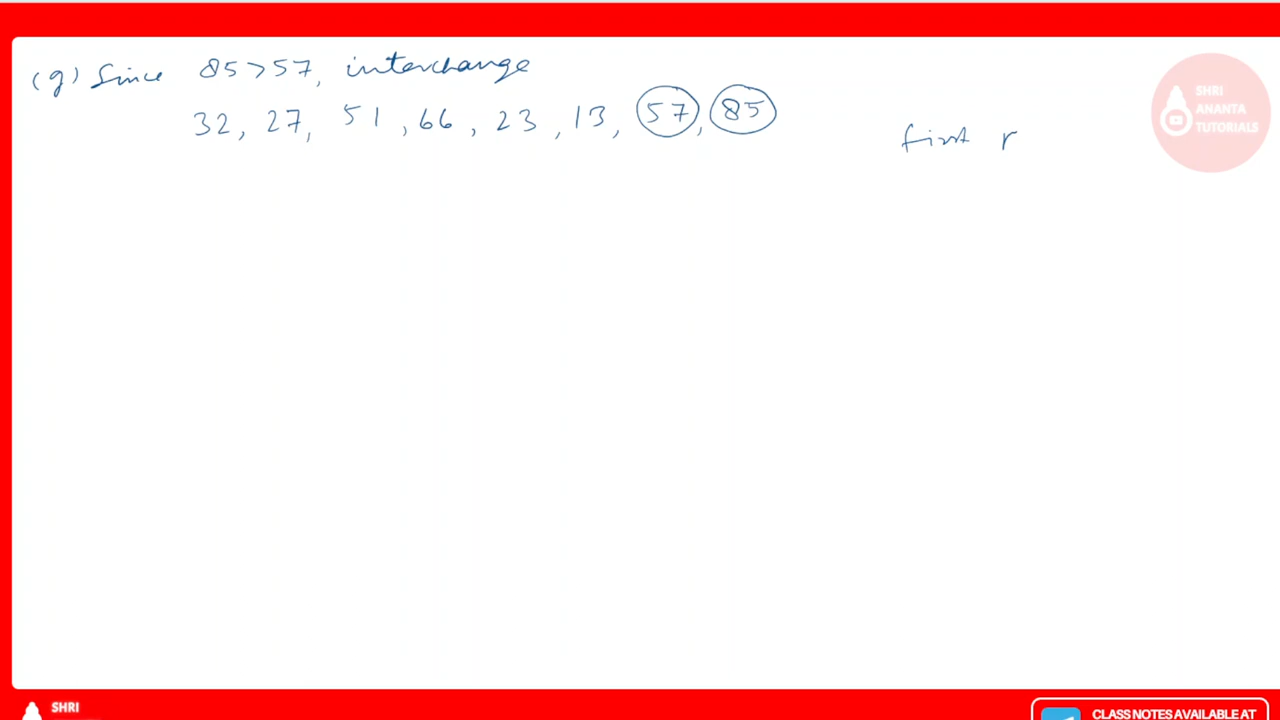 (g) Since 85>57, interchange
32, 27, 51, 66, 23, 13, 57, 85
first r
SHRI
ANANTA
TUTORIALS
SHRI
CLASS NOTES AVAILABLE AT